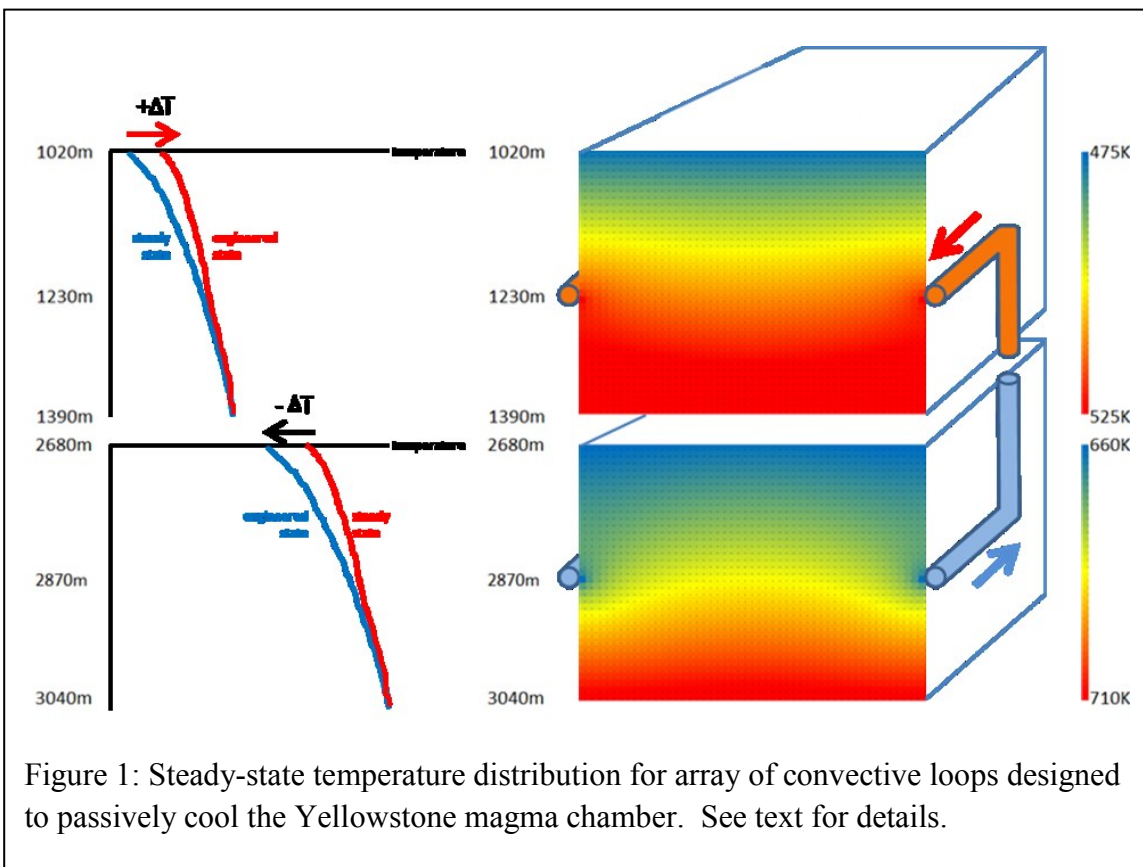 +ΔT
1020m
temperature
steady
state
engineered
state
1230m
1390m
- ΔT
2680m
temperature
engineered
state
steady
state
2870m
3040m
1020m
475K
1230m
1390m
525K
2680m
660K
2870m
3040m
710K
Figure 1: Steady-state temperature distribution for array of convective loops designed
to passively cool the Yellowstone magma chamber.  See text for details.